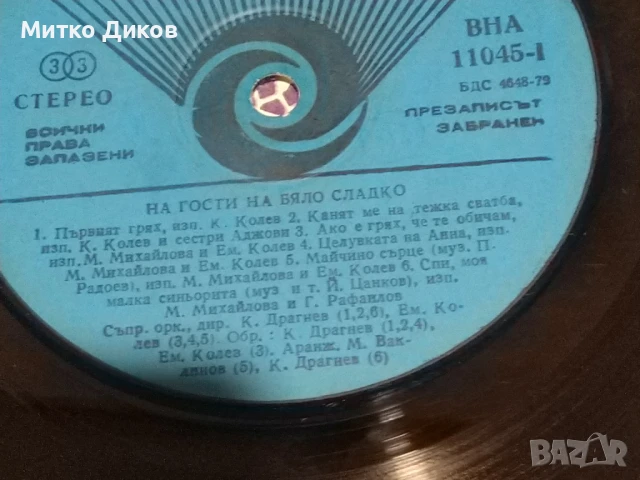 Митко Диков
33
СТЕРЕО
ВСИЧКИ
ПРАВА
ЗАПАЗЕНИ
ВНА
11045-I
БДС 4648-79
ПРЕЗАПИСЪТ
ЗАБРАНЕН
НА ГОСТИ НА БЯЛО СЛАДКО
1. Първият грях, изп. К. Колев 2. Канят ме на тежка сватба,
изп. К. Колев и сестри Аджови 3. Ако е грях, че те обичам,
изп. М. Михайлова и Ем. Колев 4. Целувката на Анна, изп.
М. Михайлова и Ем. Колев 5. Майчино сърце (муз. П.
Радоев), изп. М. Михайлова и Ем. Колев 6. Спи, моя
малка синьорита (муз. и т. Й. Цанков), изп.
М. Михайлова и Г. Рафаилов
Съпр. орк., дир. К. Драгнев (1,2,6), Ем. Ко-
лев (3,4,5). Обр.: К. Драгнев (1,2,4),
Ем. Колев (3). Аранж. М. Вак-
линов (5), К. Драгнев (6)
BAZAR